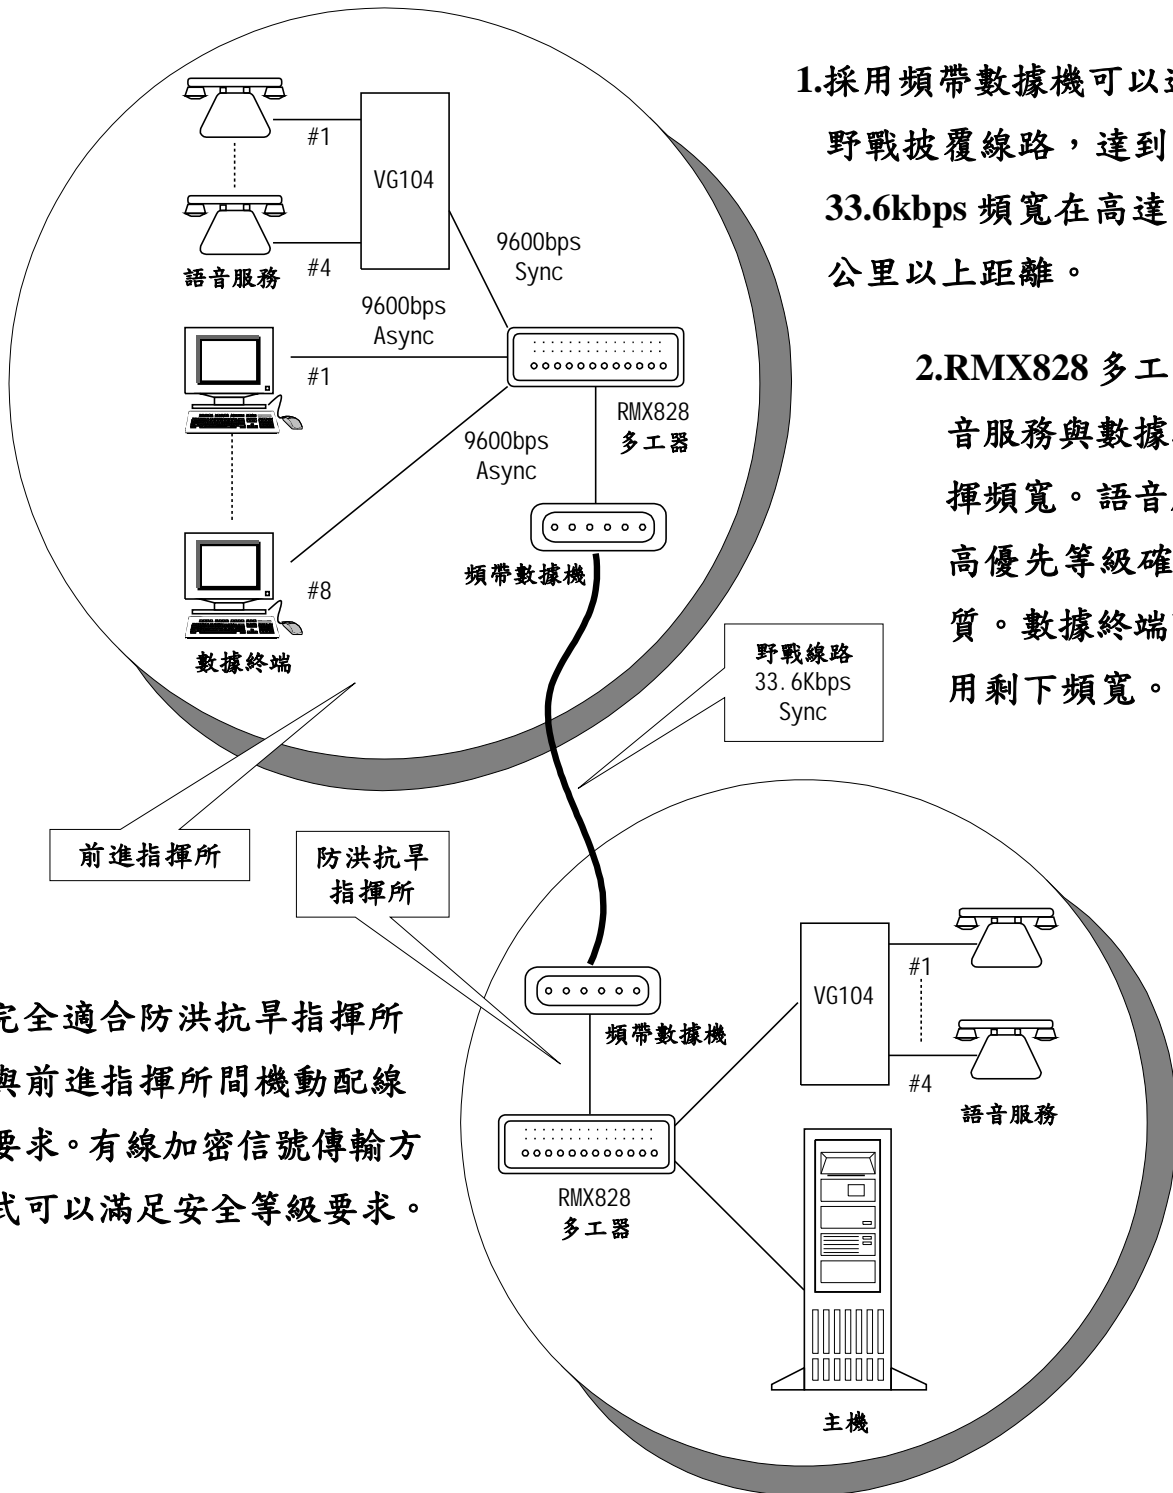 1.採用頻帶數據機可以
野戰披覆線路，達到
33.6kbps 頻寬在高達
公里以上距離。
#1
VG104
#4
語音服務
9600bps
Sync
9600bps
Async
#1
RMX828
多工器
9600bps
Async
#8
數據終端
頻帶數據機
2.RMX828 多工
音服務與數據
揮頻寬。語音
高優先等級確
質。數據終端
用剩下頻寬。
野戰線路
33.6Kbps
Sync
前進指揮所
防洪抗旱
指揮所
完全適合防洪抗旱指揮所
與前進指揮所間機動配線
要求。有線加密信號傳輸方
式可以滿足安全等級要求。
頻帶數據機
VG104
#1
#4
語音服務
RMX828
多工器
主機